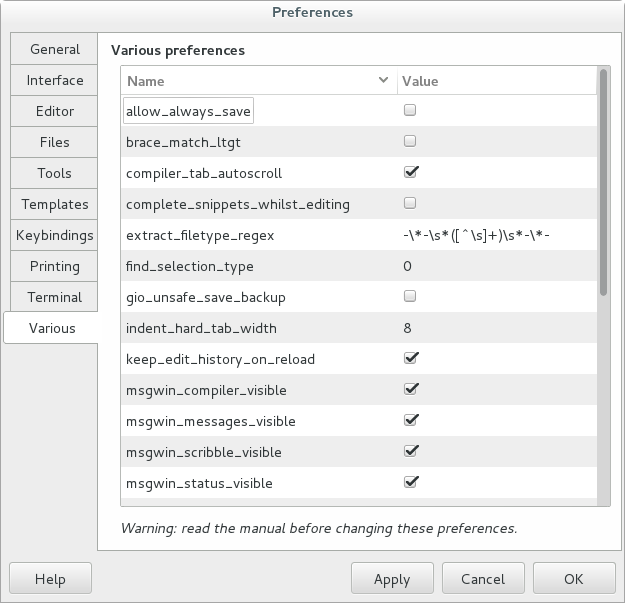 Preferences
General
Interface
Editor
Files
Tools
Templates
Keybindings
Printing
Terminal
Various
Various preferences
Name Value
allow_always_save
brace_match_ltgt
compiler_tab_autoscroll
complete_snippets_whilst_editing
extract_filetype_regex -\*-\s*([^\s]+)\s*-\*-
find_selection_type 0
gio_unsafe_save_backup
indent_hard_tab_width 8
keep_edit_history_on_reload
msgwin_compiler_visible
msgwin_messages_visible
msgwin_scribble_visible
msgwin_status_visible
Warning: read the manual before changing these preferences.
Help Apply Cancel OK